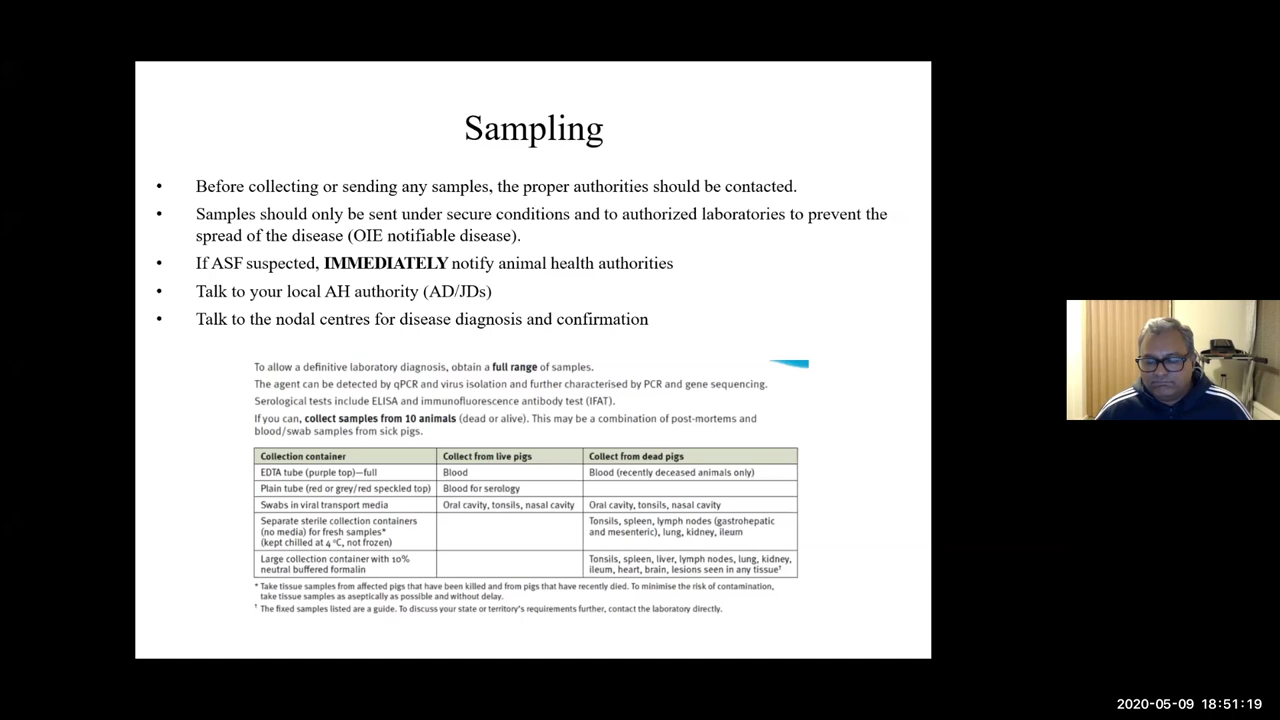 Sampling
• Before collecting or sending any samples, the proper authorities should be contacted.
• Samples should only be sent under secure conditions and to authorized laboratories to prevent the
spread of the disease (OIE notifiable disease).
• If ASF suspected, IMMEDIATELY notify animal health authorities
• Talk to your local AH authority (AD/JDs)
• Talk to the nodal centres for disease diagnosis and confirmation
To allow a definitive laboratory diagnosis, obtain a full range of samples.
The agent can be detected by qPCR and virus isolation and further characterised by PCR and gene sequencing.
Serological tests include ELISA and immunofluorescence antibody test (IFAT).
If you can, collect samples from 10 animals (dead or alive). This may be a combination of post-mortems and
blood/swab samples from sick pigs.
Collection container Collect from live pigs Collect from dead pigs
EDTA tube (purple top)—full Blood Blood (recently deceased animals only)
Plain tube (red or grey/red speckled top) Blood for serology
Swabs in viral transport media Oral cavity, tonsils, nasal cavity Oral cavity, tonsils, nasal cavity
Separate sterile collection containers Tonsils, spleen, lymph nodes (gastrohepatic
(no media) for fresh samples* and mesenteric), lung, kidney, ileum
(kept chilled at 4 °C, not frozen)
Large collection container with 10% Tonsils, spleen, liver, lymph nodes, lung, kidney,
neutral buffered formalin ileum, heart, brain, lesions seen in any tissue†
* Take tissue samples from affected pigs that have been killed and from pigs that have recently died. To minimise the risk of contamination,
take tissue samples as aseptically as possible and without delay.
† The fixed samples listed are a guide. To discuss your state or territory's requirements further, contact the laboratory directly.
2020-05-09 18:51:19